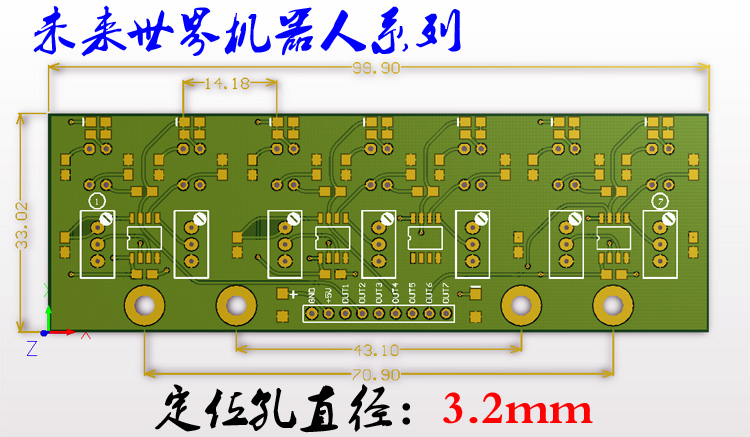 未来世界机器人系列
99.90
14.18
33.02
1
7
+
GND
+5V
OUT1
OUT2
OUT3
OUT4
OUT5
OUT6
OUT7
Z
X
Y
43.10
70.90
定位孔直径：3.2mm